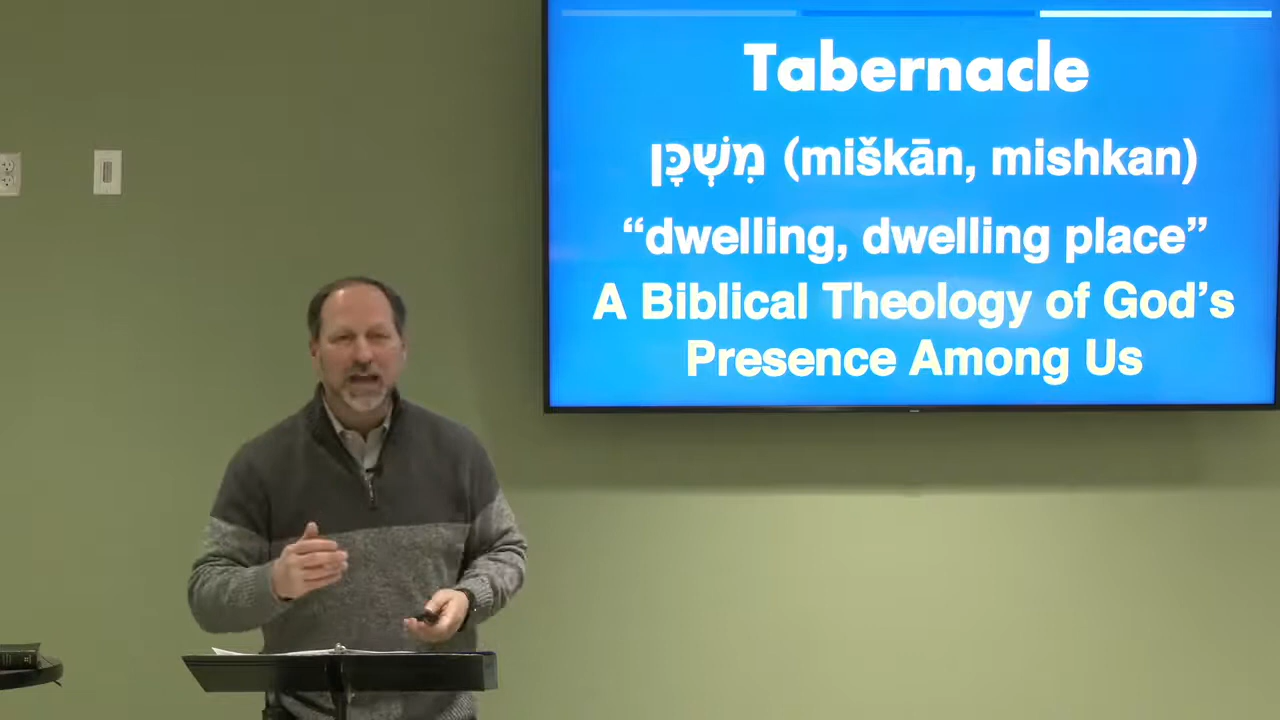 Tabernacle
מִשְׁכָּן (miškān, mishkan)
“dwelling, dwelling place”
A Biblical Theology of God’s
Presence Among Us